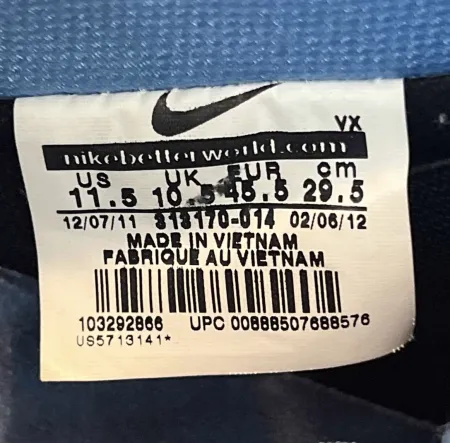 VX
nikebetterworld.com
US UK EUR cm
11.5 10.5 45.5 29.5
12/07/11 313170-014 02/06/12
MADE IN VIETNAM
FABRIQUE AU VIETNAM
103292866 UPC 00888507688576
US5713141*